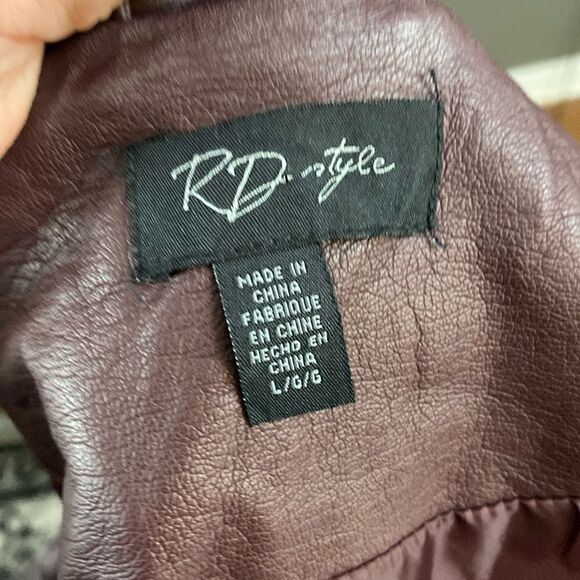 RD.style
MADE IN
CHINA
FABRIQUE
EN CHINE
HECHO EN
CHINA
L/G/G